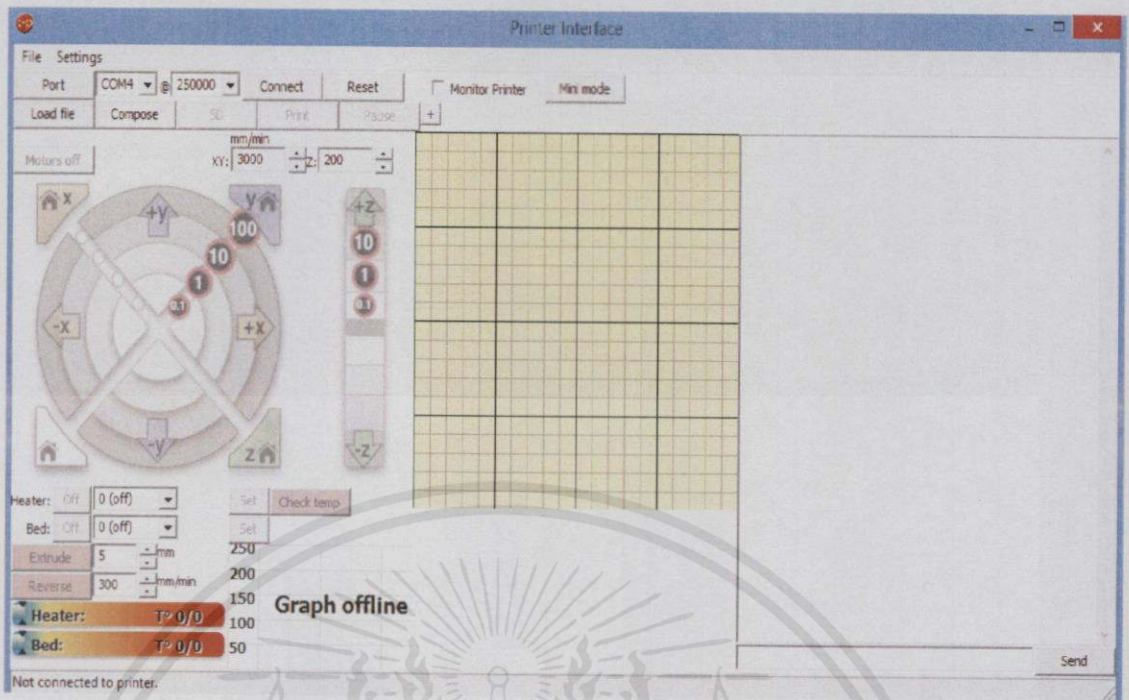 Printer Interface
File Settings
Port COM4 @ 250000 Connect Reset Monitor Printer Mini mode
Load file Compose SD Print Pause +
mm/min
Motors off XY: 3000 Z: 200
x y +y +z
100
10 10
1 1
0.1 0.1
-x +x
-y z -z
Heater: Off 0 (off) Set Check temp
Bed: Off 0 (off) Set
Extrude 5 mm 250
200
Reverse 300 mm/min
150 Graph offline
Heater: T° 0/0
100
Bed: T° 0/0 50
Send
Not connected to printer.